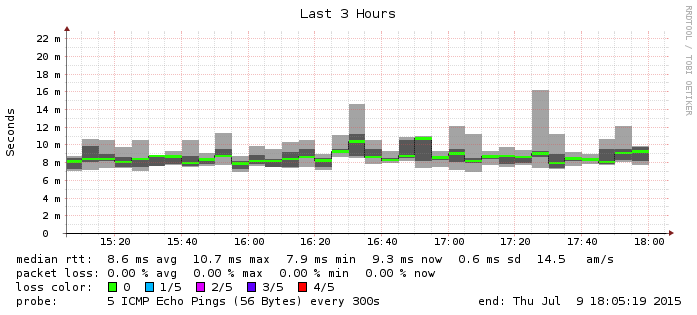 Last 3 Hours
RRDTOOL / TOBI OETIKER
Seconds
22 m
20 m
18 m
16 m
14 m
12 m
10 m
8 m
6 m
4 m
2 m
0
15:20 15:40 16:00 16:20 16:40 17:00 17:20 17:40 18:00
median rtt: 8.6 ms avg 10.7 ms max 7.9 ms min 9.3 ms now 0.6 ms sd 14.5 am/s
packet loss: 0.00 % avg 0.00 % max 0.00 % min 0.00 % now
loss color: 0 1/5 2/5 3/5 4/5
probe: 5 ICMP Echo Pings (56 Bytes) every 300s end: Thu Jul 9 18:05:19 2015